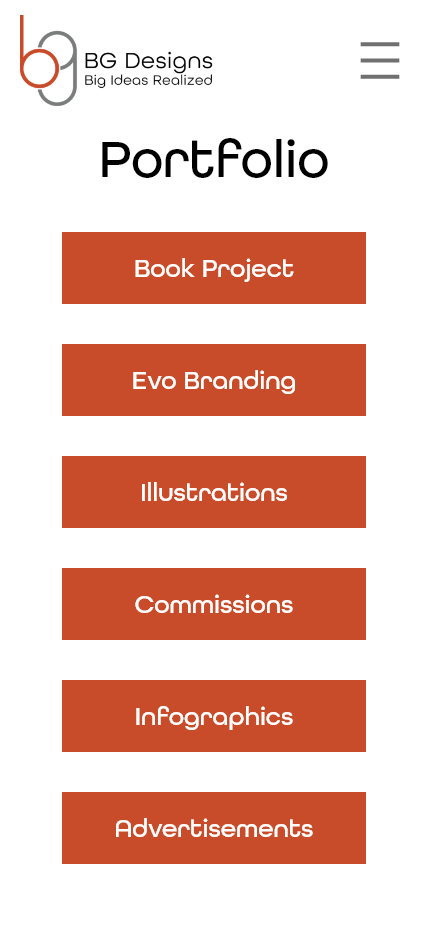 BG Designs
Big Ideas Realized
Portfolio
Book Project
Evo Branding
Illustrations
Commissions
Infographics
Advertisements